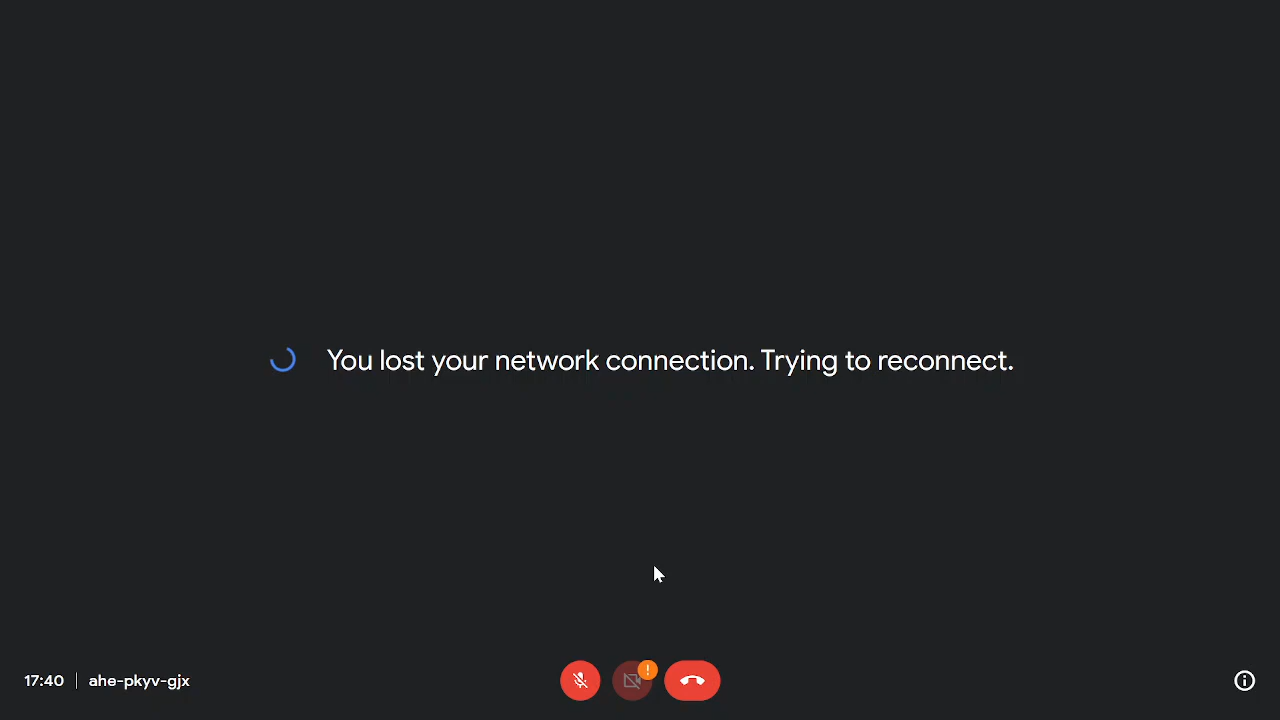 You lost your network connection. Trying to reconnect.
!
17:40 | ahe-pkyv-gjx